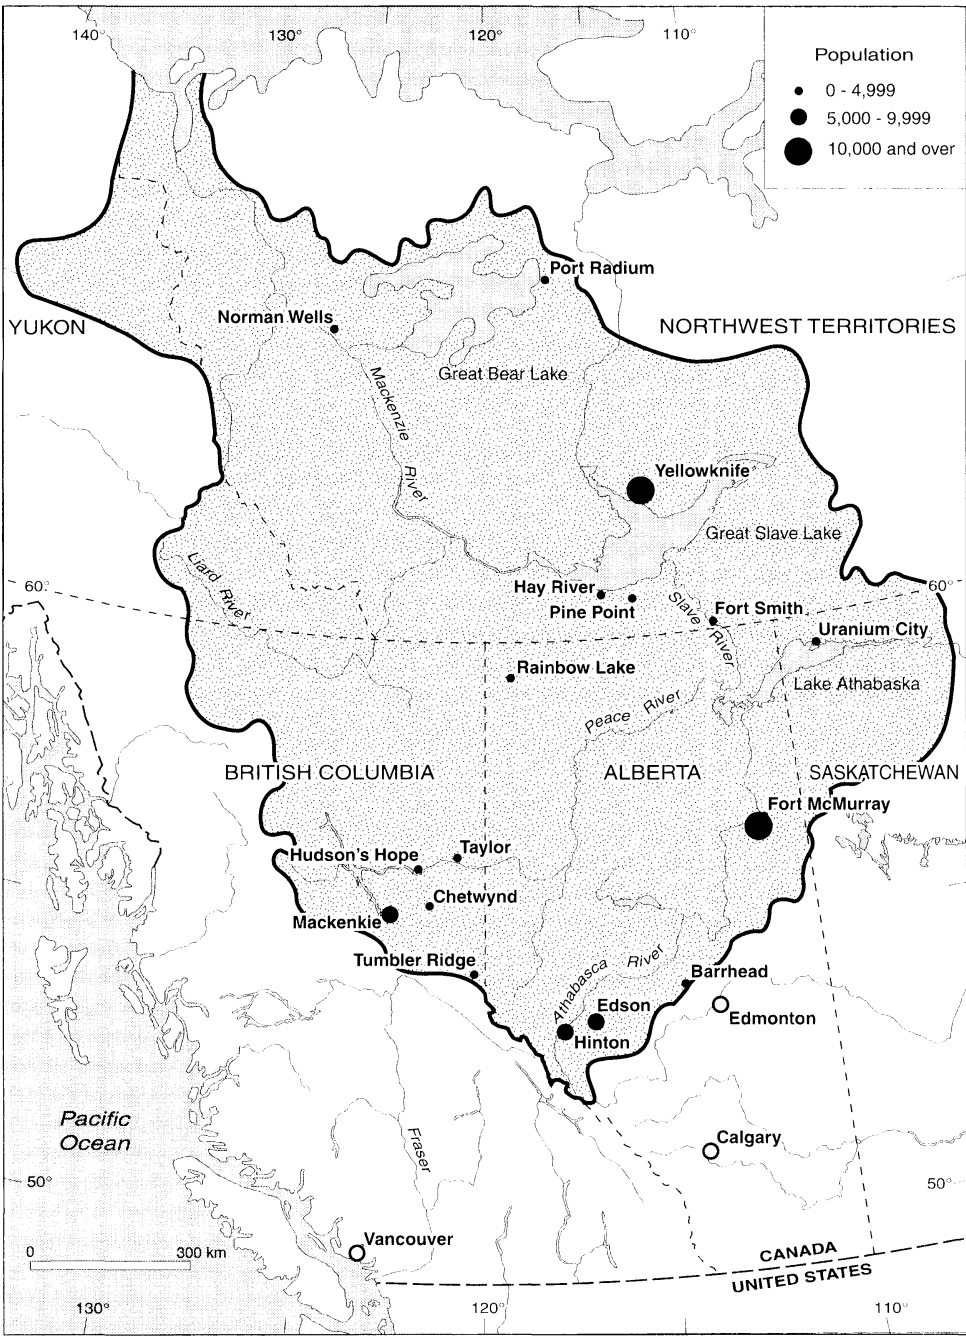 140°
130°
120°
110°
Population
0 - 4,999
5,000 - 9,999
10,000 and over
Port Radium
Norman Wells
YUKON
NORTHWEST TERRITORIES
Great Bear Lake
Mackenzie
River
Yellowknife
Great Slave Lake
Liard River
60°
60°
Hay River
Pine Point
Slave River
Fort Smith
Uranium City
Rainbow Lake
Lake Athabaska
Peace River
BRITISH COLUMBIA
ALBERTA
SASKATCHEWAN
Fort McMurray
Hudson's Hope
Taylor
Chetwynd
Mackenkie
Tumbler Ridge
Athabasca River
Barrhead
Edson
Edmonton
Hinton
Pacific
Ocean
Fraser
Calgary
50°
50°
Vancouver
0
300 km
CANADA
UNITED STATES
130°
120°
110°